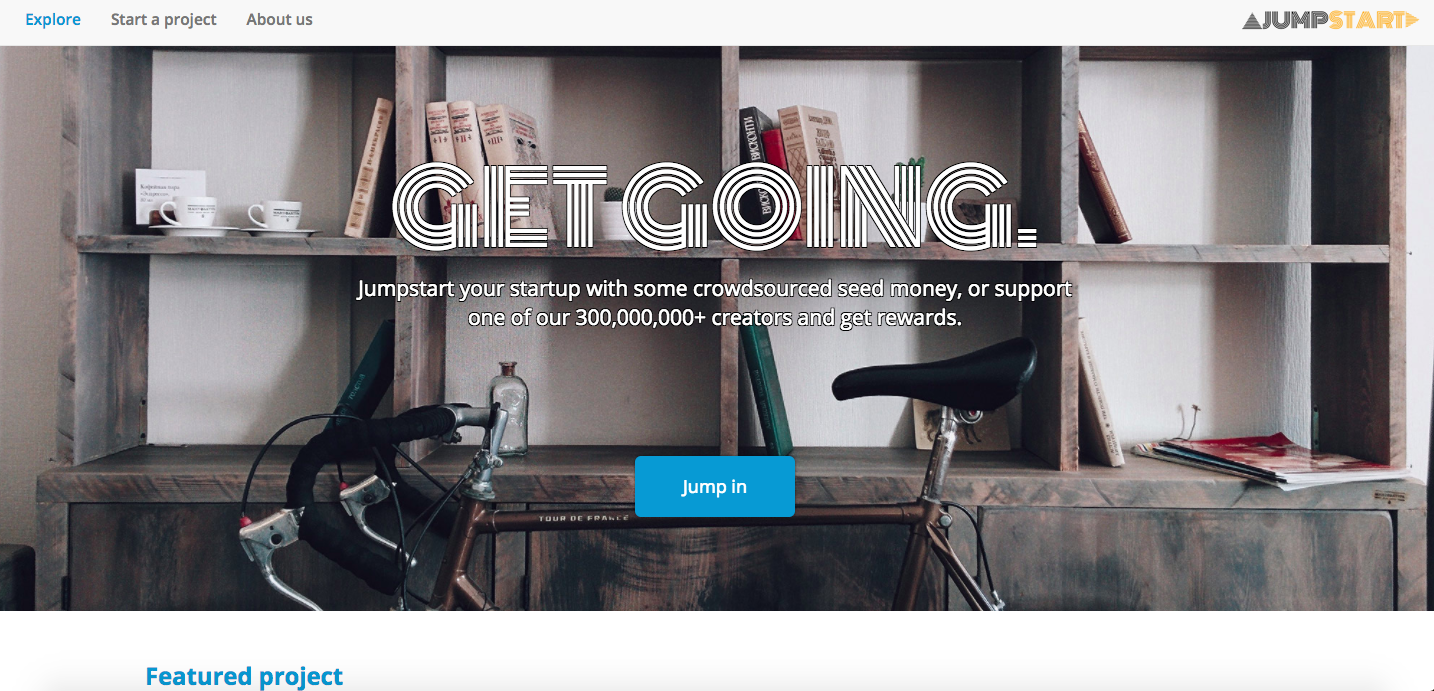 Explore
Start a project
About us
JUMPSTART
GET GOING.
Jumpstart your startup with some crowdsourced seed money, or support
one of our 300,000,000+ creators and get rewards.
Jump in
TOUR DE FRANCE
Featured project